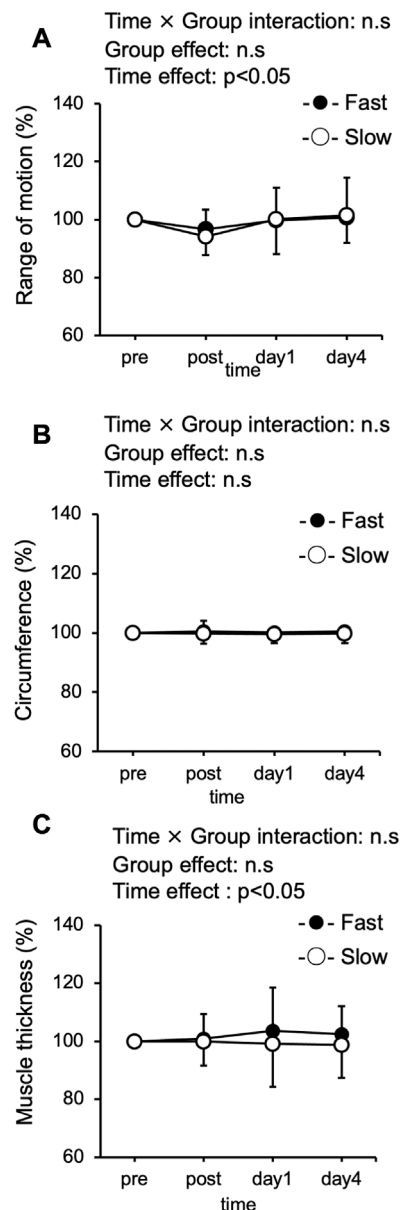 A
Time × Group interaction: n.s
Group effect: n.s
Time effect: p<0.05
140
120
100
80
60
Range of motion (%)
-●- Fast
-○- Slow
pre post day1 day4
time
B
Time × Group interaction: n.s
Group effect: n.s
Time effect: n.s
140
120
100
80
60
Circumference (%)
-●- Fast
-○- Slow
pre post day1 day4
time
C
Time × Group interaction: n.s
Group effect: n.s
Time effect : p<0.05
140
120
100
80
60
Muscle thickness (%)
-●- Fast
-○- Slow
pre post day1 day4
time